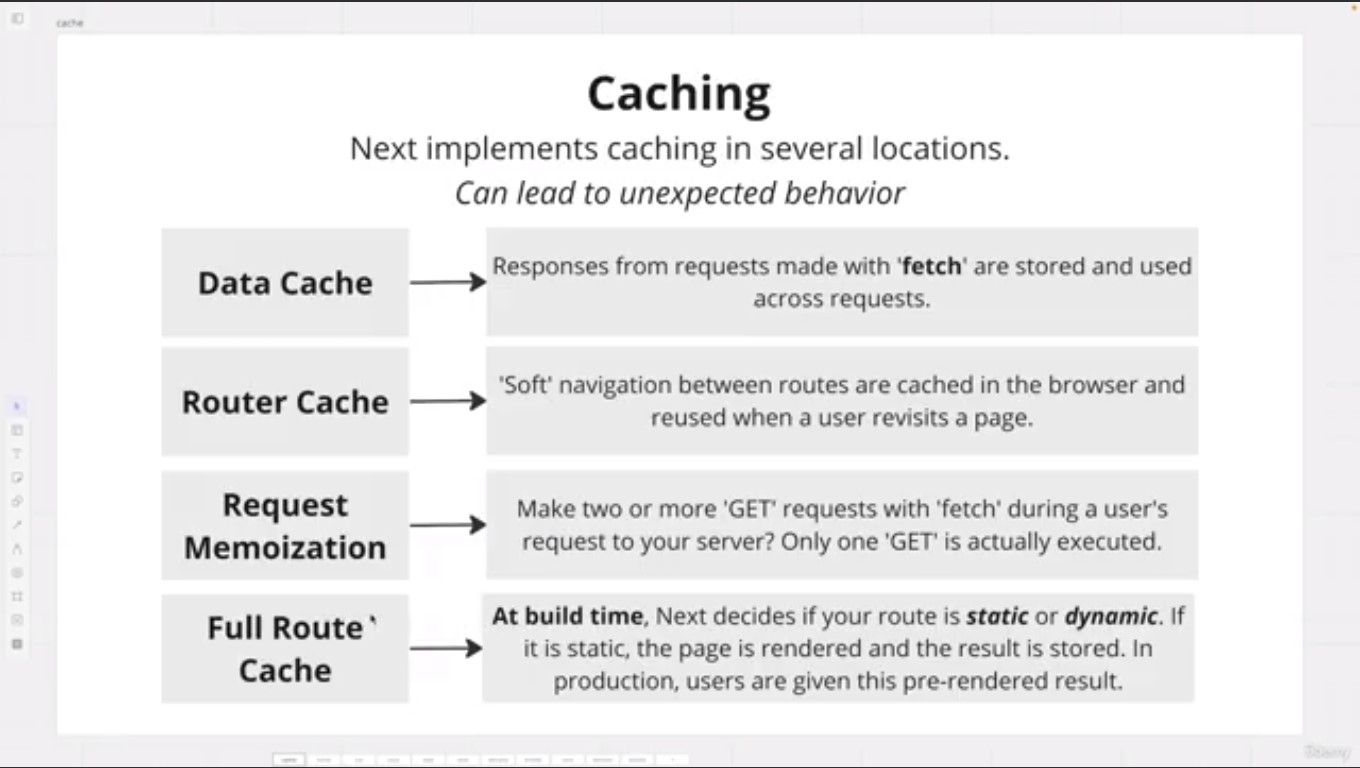 cache
Caching
Next implements caching in several locations.
Can lead to unexpected behavior
Data Cache
Responses from requests made with 'fetch' are stored and used
across requests.
Router Cache
'Soft' navigation between routes are cached in the browser and
reused when a user revisits a page.
Request
Memoization
Make two or more 'GET' requests with 'fetch' during a user's
request to your server? Only one 'GET' is actually executed.
Full Route
Cache
At build time, Next decides if your route is static or dynamic. If
it is static, the page is rendered and the result is stored. In
production, users are given this pre-rendered result.
Udemy